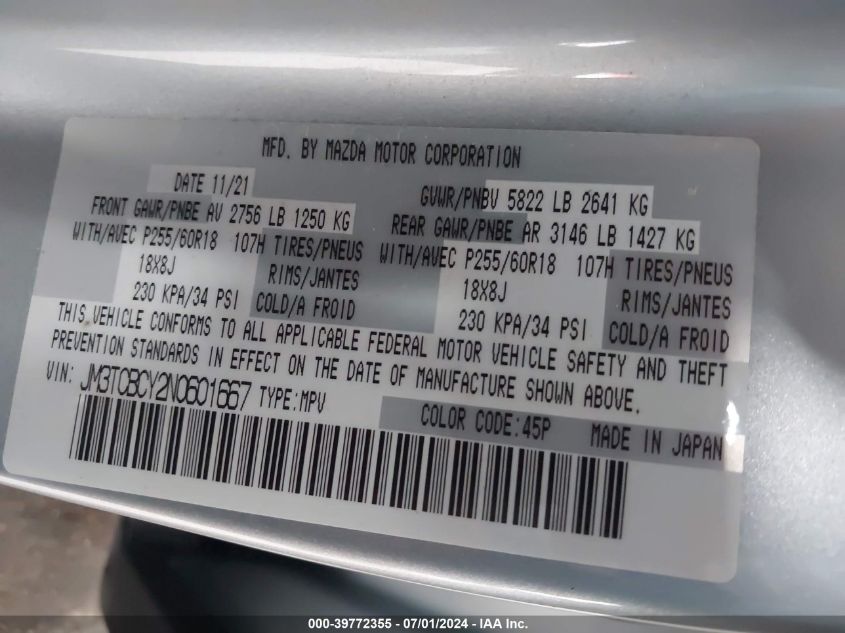 MFD. BY MAZDA MOTOR CORPORATION
DATE 11/21 GVWR/PNBV 5822 LB 2641 KG
FRONT GAWR/PNBE AV 2756 LB 1250 KG REAR GAWR/PNBE AR 3146 LB 1427 KG
WITH/AVEC P255/60R18 107H TIRES/PNEUS WITH/AVEC P255/60R18 107H TIRES/PNEUS
18X8J RIMS/JANTES 18X8J RIMS/JANTES
230 KPA/34 PSI COLD/A FROID 230 KPA/34 PSI COLD/A FROID
THIS VEHICLE CONFORMS TO ALL APPLICABLE FEDERAL MOTOR VEHICLE SAFETY AND THEFT
PREVENTION STANDARDS IN EFFECT ON THE DATE OF MANUFACTURE SHOWN ABOVE.
VIN: JM3TCBCY2N0601667 TYPE:MPV
COLOR CODE:45P MADE IN JAPAN
000-39772355 / 07/01/2024 - IAA Inc.